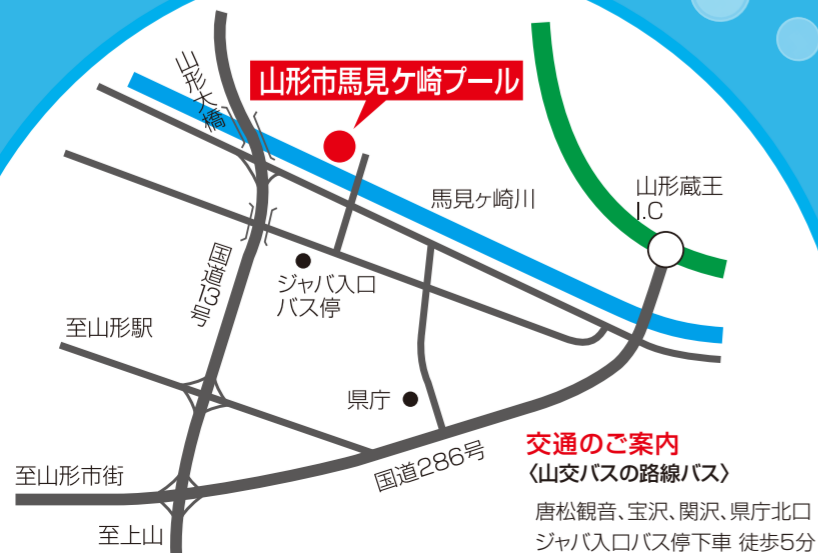 山形大橋
山形市馬見ケ崎プール
馬見ヶ崎川
山形蔵王
I.C
国道13号
ジャバ入口
バス停
至山形駅
県庁
国道286号
至山形市街
至上山
交通のご案内
〈山交バスの路線バス〉
唐松観音、宝沢、関沢、県庁北口
ジャバ入口バス停下車 徒歩5分